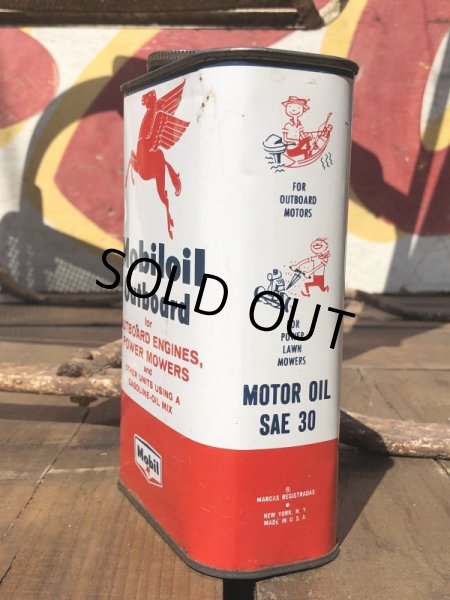 Mobiloil
Outboard
for
OUTBOARD ENGINES,
POWER MOWERS
and
OTHER UNITS USING A
GASOLINE-OIL MIX
Mobil
FOR
OUTBOARD
MOTORS
FOR
POWER
LAWN
MOWERS
MOTOR OIL
SAE 30
®
MARCAS REGISTRADAS
NEW YORK, N.Y.
MADE IN U.S.A.
SOLD OUT